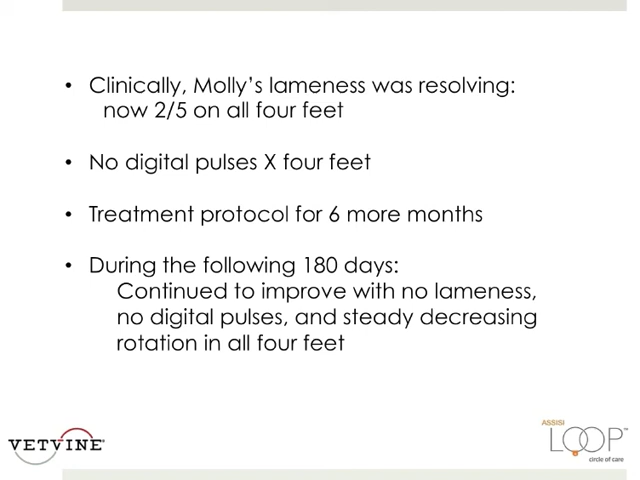 • Clinically, Molly's lameness was resolving:
now 2/5 on all four feet
• No digital pulses X four feet
• Treatment protocol for 6 more months
• During the following 180 days:
Continued to improve with no lameness,
no digital pulses, and steady decreasing
rotation in all four feet
VETVINE
ASSISI
LOOP™
circle of care